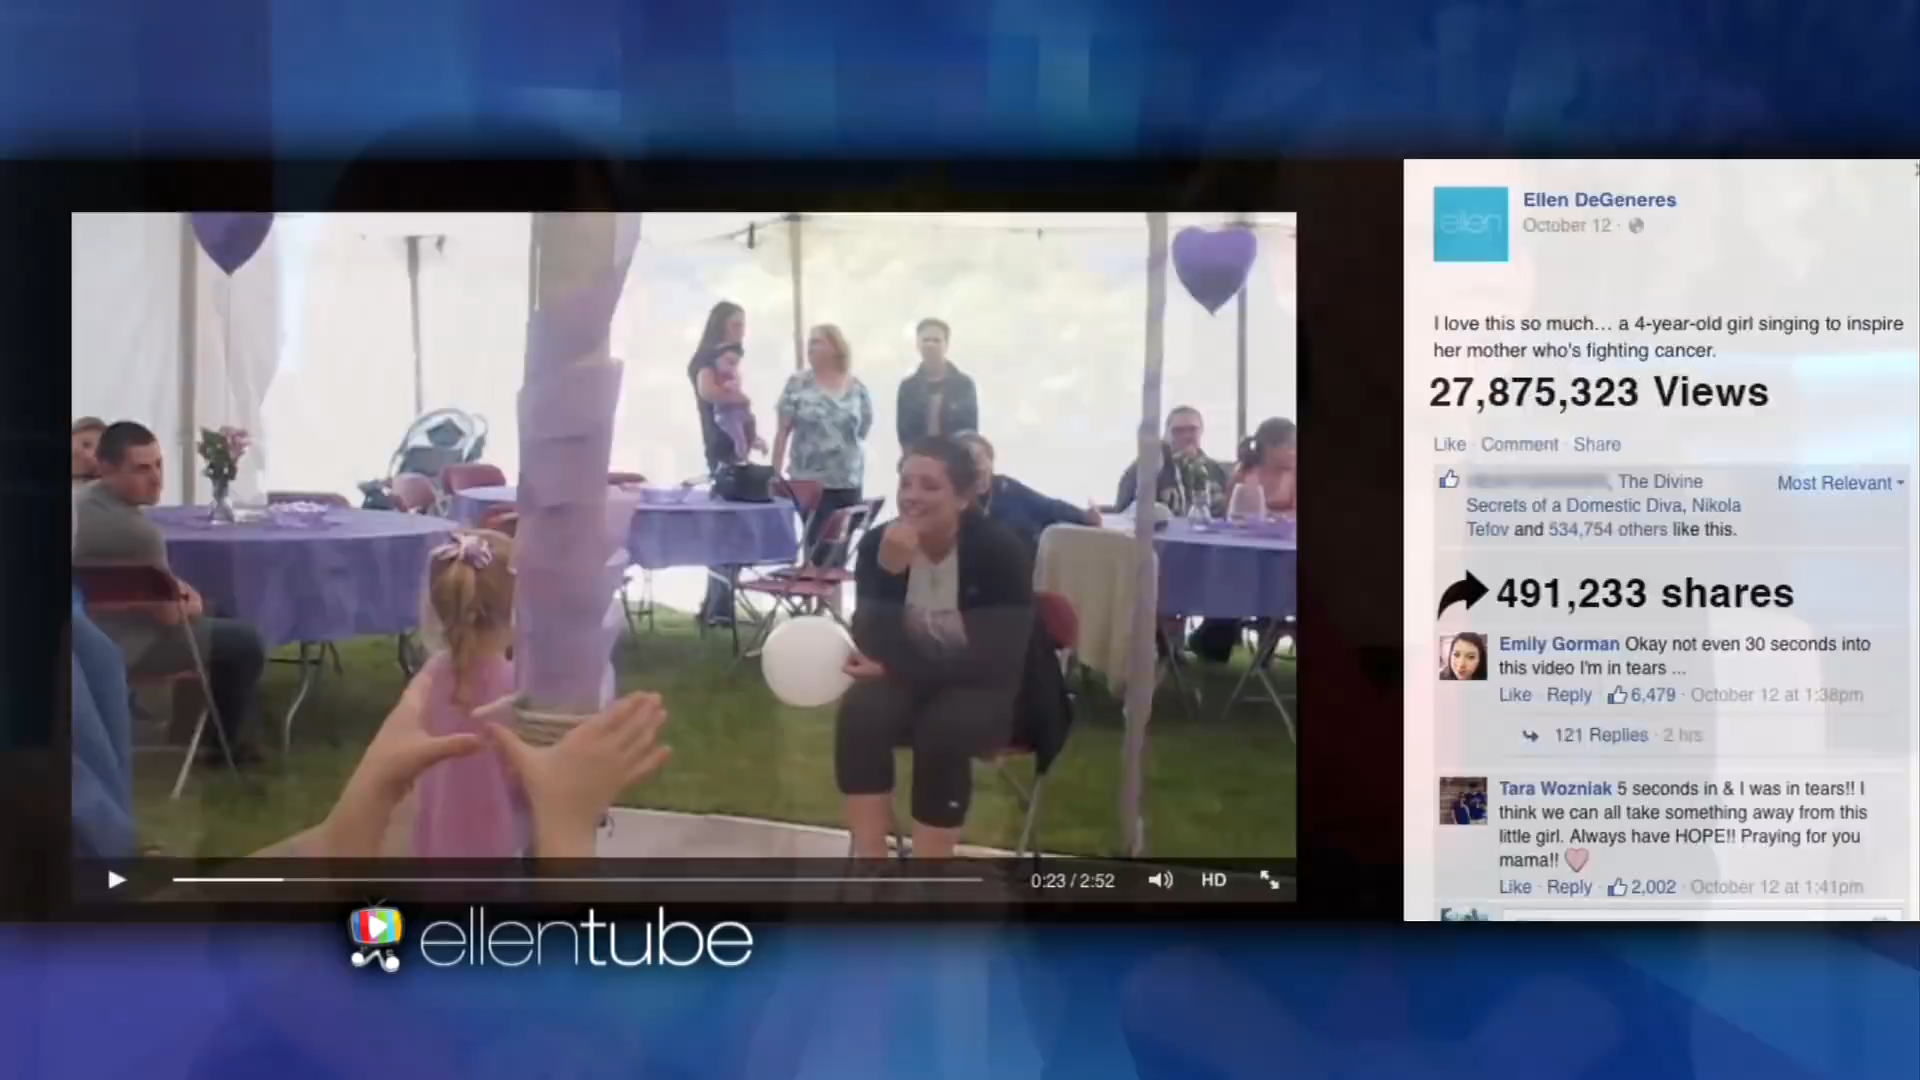 ellen
Ellen DeGeneres
October 12 ·
I love this so much... a 4-year-old girl singing to inspire
her mother who's fighting cancer.
27,875,323 Views
Like · Comment · Share
, The Divine
Most Relevant
Secrets of a Domestic Diva, Nikola
Tefov and 534,754 others like this.
491,233 shares
Emily Gorman Okay not even 30 seconds into
this video I'm in tears ...
Like · Reply · 6,479 · October 12 at 1:38pm
121 Replies · 2 hrs
Tara Wozniak 5 seconds in & I was in tears!! I
think we can all take something away from this
little girl. Always have HOPE!! Praying for you
mama!!
Like · Reply · 2,002 · October 12 at 1:41pm
0:23 / 2:52
HD
ellentube